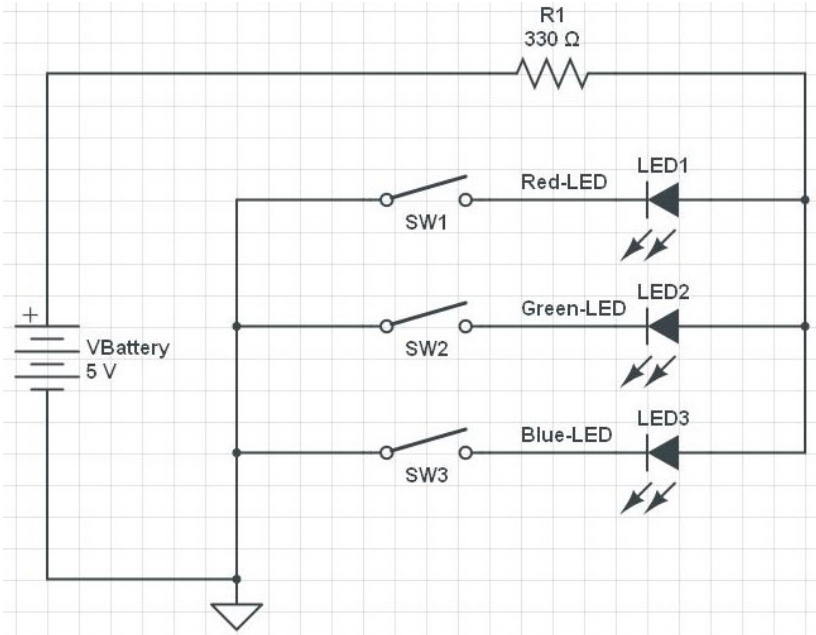 R1
330 Ω
LED1
Red-LED
SW1
LED2
Green-LED
SW2
+
VBattery
5 V
LED3
Blue-LED
SW3